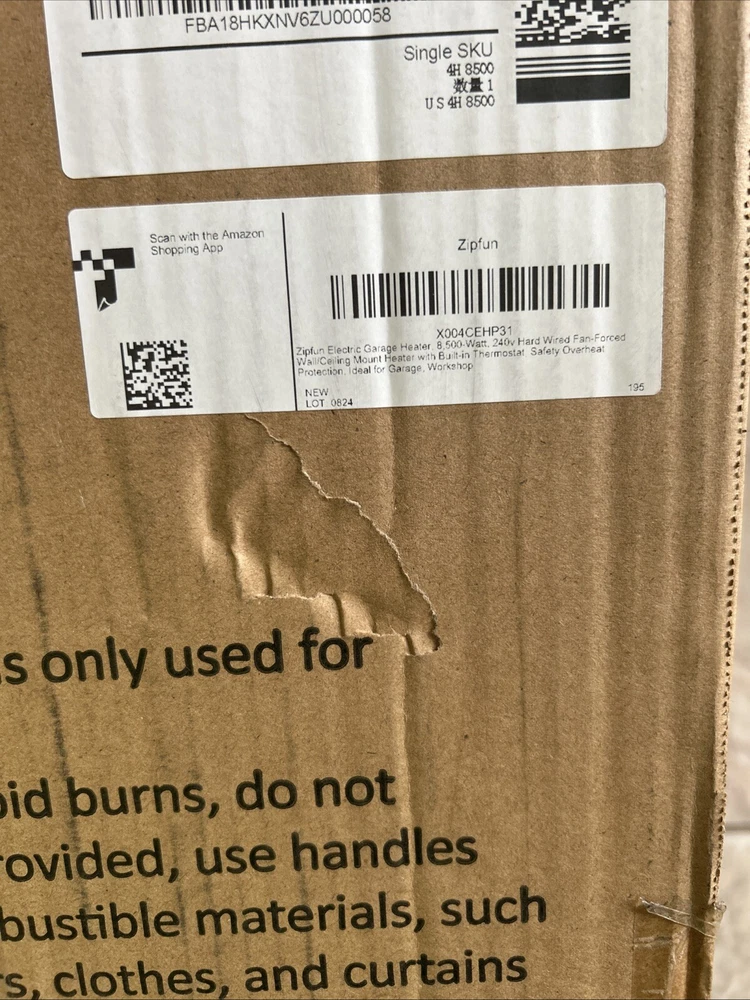 FBA18HKXNV6ZU000058
Single SKU
4H 8500
数量 1
US 4H 8500
Scan with the Amazon
Shopping App
Zipfun
X004CEHP31
Zipfun Electric Garage Heater, 8,500-Watt, 240v Hard Wired Fan-Forced
Wall/Ceiling Mount Heater with Built-in Thermostat, Safety Overheat
Protection, Ideal for Garage, Workshop
NEW
LOT 0824
195
s only used for
oid burns, do not
rovided, use handles
bustible materials, such
rs, clothes, and curtains